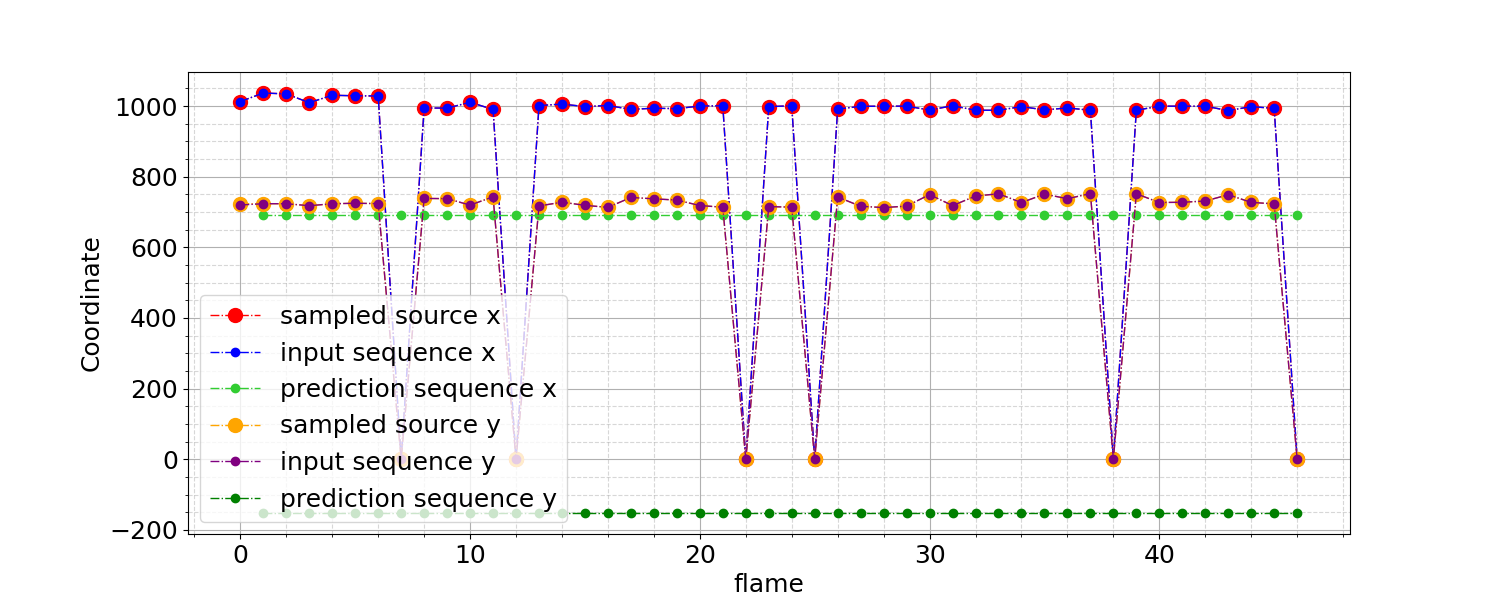 1000
800
600
400
200
0
−200
Coordinate
sampled source x
input sequence x
prediction sequence x
sampled source y
input sequence y
prediction sequence y
0 10 20 30 40
flame